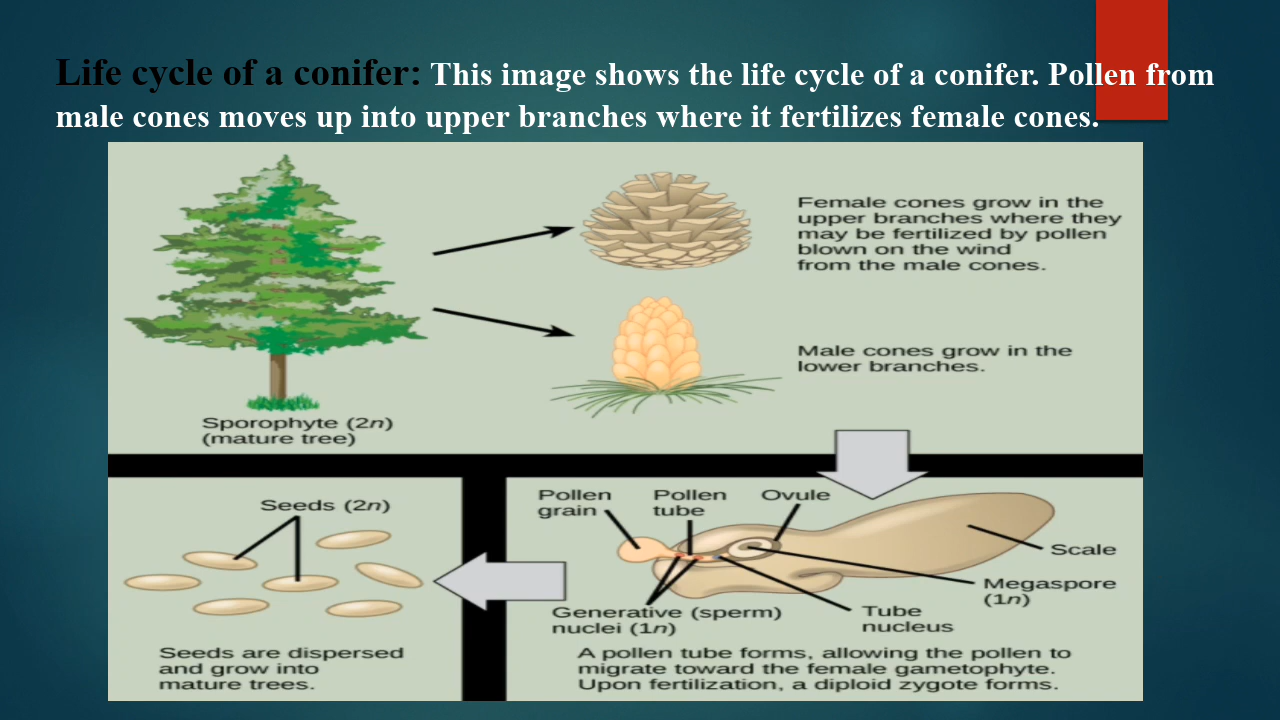 Life cycle of a conifer: This image shows the life cycle of a conifer. Pollen from
male cones moves up into upper branches where it fertilizes female cones.
Female cones grow in the
upper branches where they
may be fertilized by pollen
blown on the wind
from the male cones.
Male cones grow in the
lower branches.
Sporophyte (2n)
(mature tree)
Seeds (2n)
Seeds are dispersed
and grow into
mature trees.
Pollen
grain
Pollen
tube
Ovule
Scale
Megaspore
(1n)
Generative (sperm)
nuclei (1n)
Tube
nucleus
A pollen tube forms, allowing the pollen to
migrate toward the female gametophyte.
Upon fertilization, a diploid zygote forms.